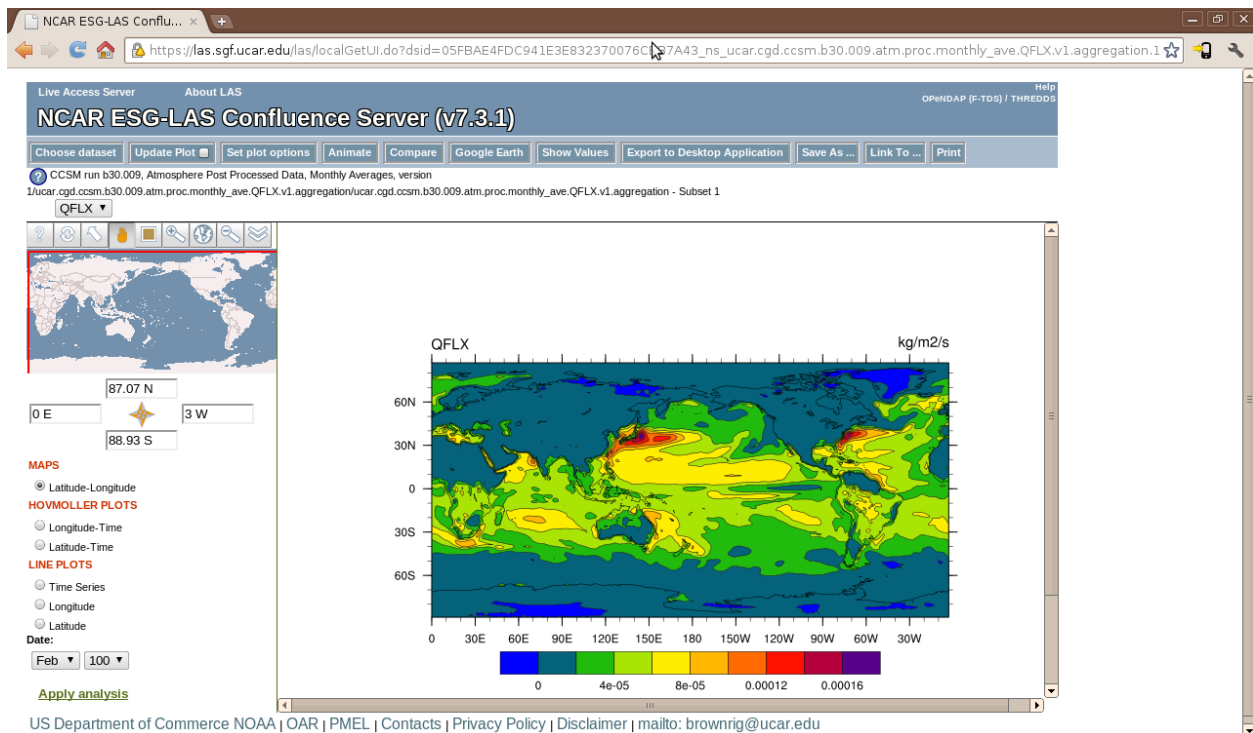 NCAR ESG-LAS Conflu...
https://las.sgf.ucar.edu/las/localGetUI.do?dsid=05FBAE4FDC941E3E832370076C 7A43_ns_ucar.cgd.ccsm.b30.009.atm.proc.monthly_ave.QFLX.v1.aggregation.1
Live Access Server About LAS Help
OPeNDAP (F-TDS) / THREDDS
NCAR ESG-LAS Confluence Server (v7.3.1)
Choose dataset Update Plot Set plot options Animate Compare Google Earth Show Values Export to Desktop Application Save As ... Link To ... Print
? CCSM run b30.009, Atmosphere Post Processed Data, Monthly Averages, version
1/ucar.cgd.ccsm.b30.009.atm.proc.monthly_ave.QFLX.v1.aggregation/ucar.cgd.ccsm.b30.009.atm.proc.monthly_ave.QFLX.v1.aggregation - Subset 1
QFLX
?
87.07 N
0 E 3 W
88.93 S
MAPS
Latitude-Longitude
HOVMOLLER PLOTS
Longitude-Time
Latitude-Time
LINE PLOTS
Time Series
Longitude
Latitude
Date:
Feb 100
Apply analysis
QFLX kg/m2/s
60N
30N
0
30S
60S
0 30E 60E 90E 120E 150E 180 150W 120W 90W 60W 30W
0 4e-05 8e-05 0.00012 0.00016
US Department of Commerce NOAA | OAR | PMEL | Contacts | Privacy Policy | Disclaimer | mailto: brownrig@ucar.edu